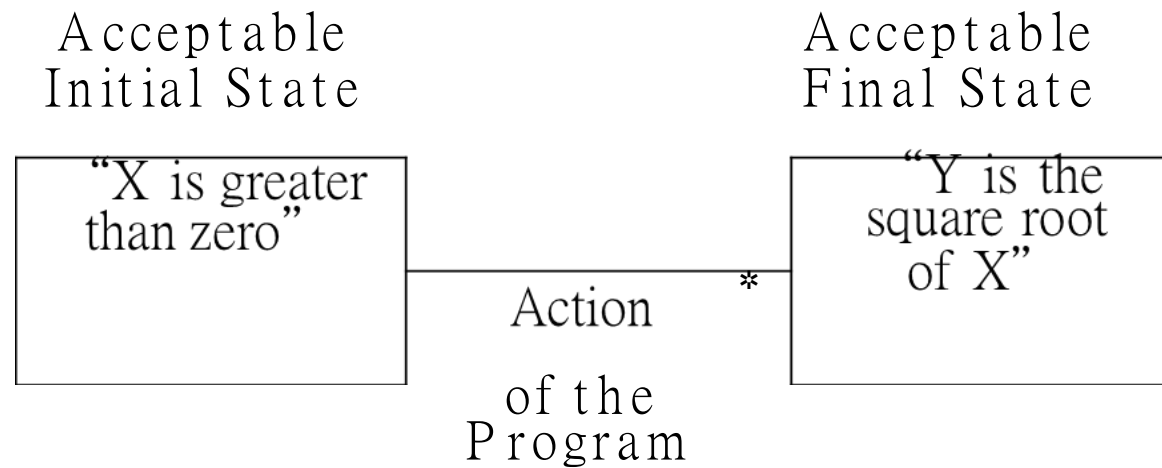 Acceptable
Initial State
“X is greater
than zero”
*
Action
of the
Program
Acceptable
Final State
“Y is the
square root
of X”